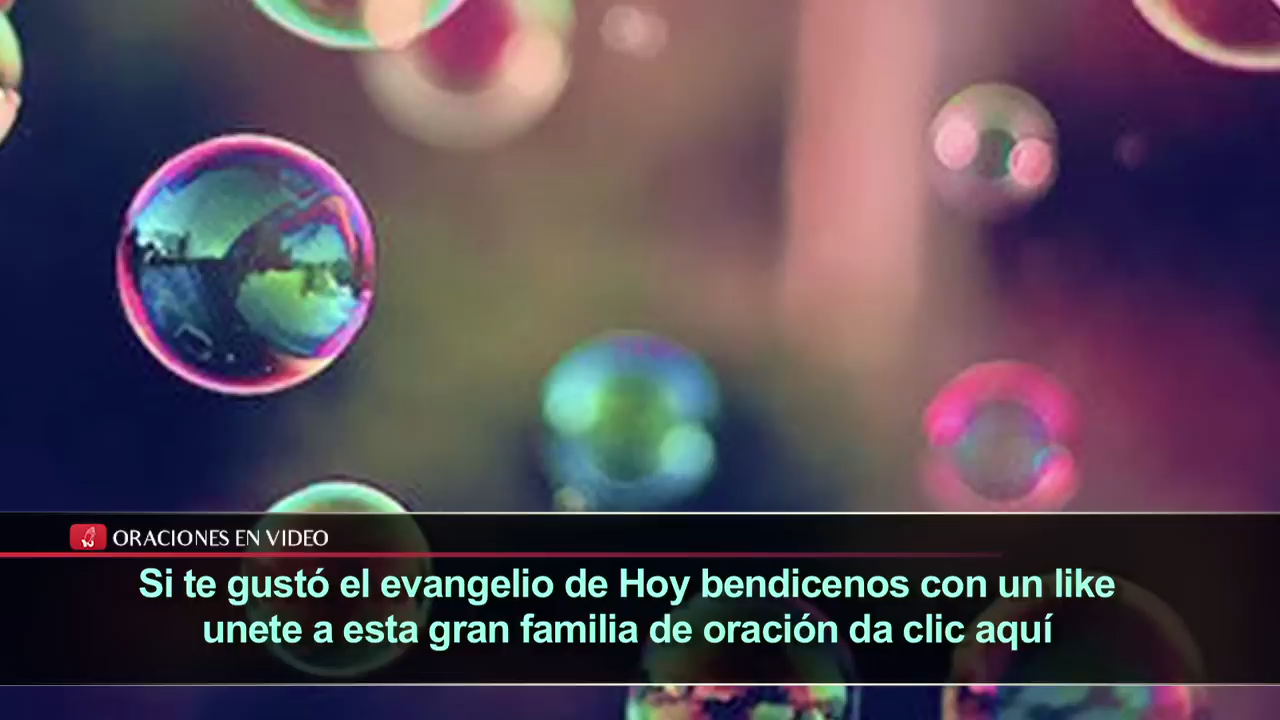 ORACIONES EN VIDEO
Si te gustó el evangelio de Hoy bendicenos con un like
unete a esta gran familia de oración da clic aquí